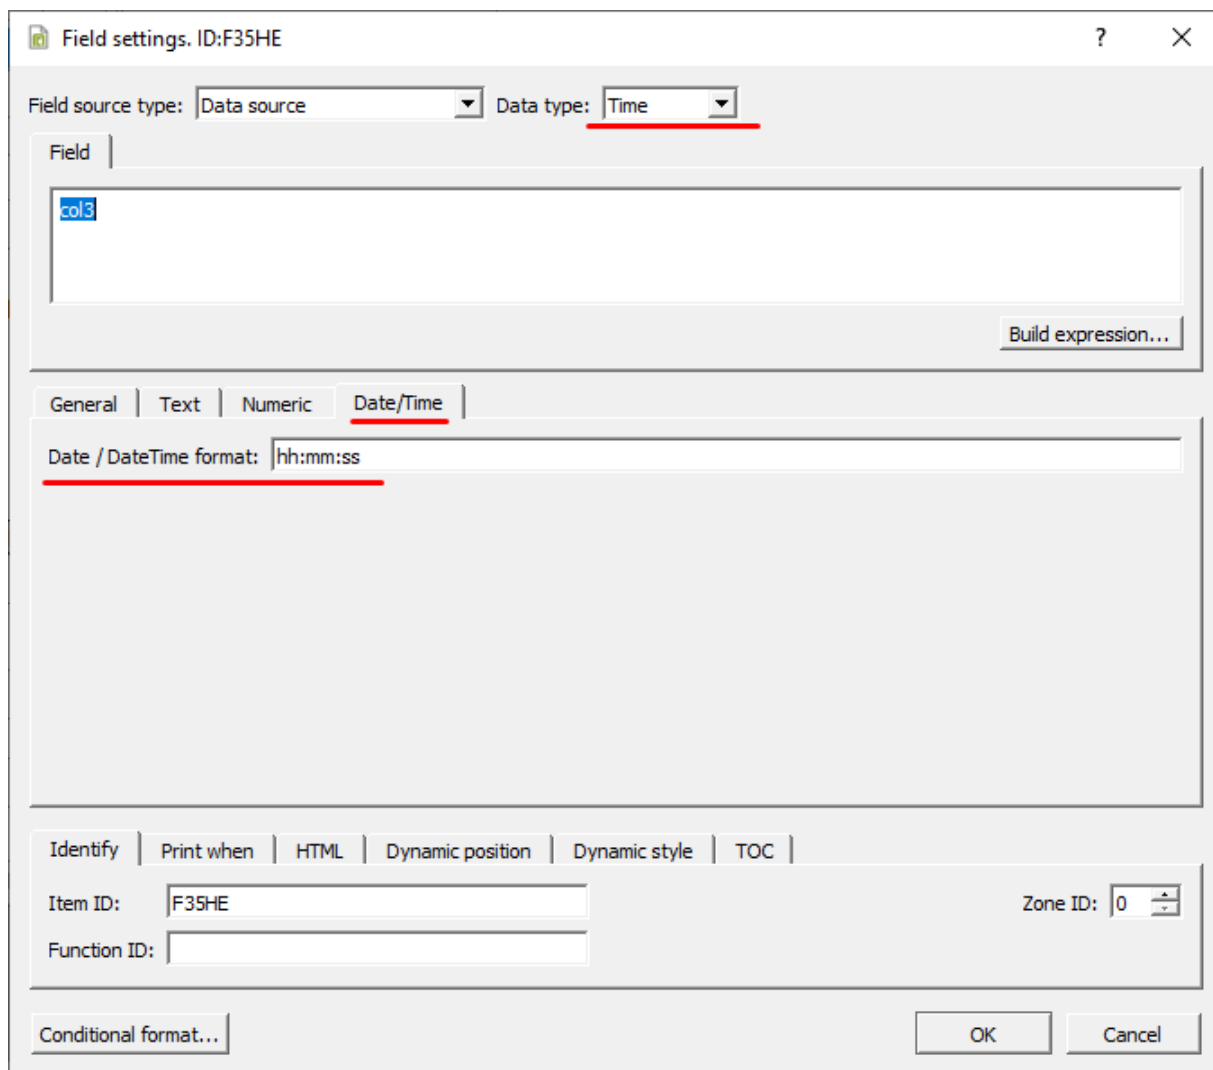 Field settings. ID:F35HE ?
Field source type: Data source Data type: Time
Field
col3
Build expression...
General Text Numeric Date/Time
Date / DateTime format: hh:mm:ss
Identify Print when HTML Dynamic position Dynamic style TOC
Item ID: F35HE Zone ID: 0
Function ID:
Conditional format... OK Cancel